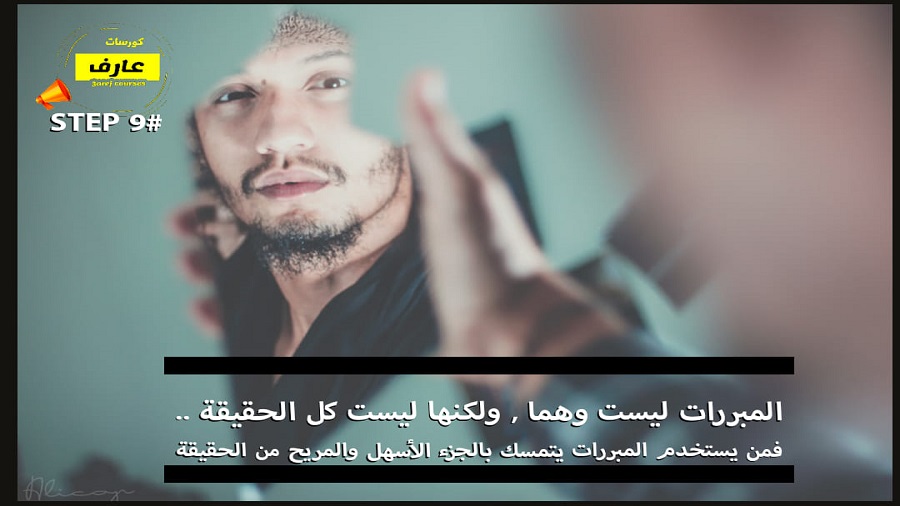 كورسات
عارف
3aref courses
STEP 9#
المبررات ليست وهما , ولكنها ليست كل الحقيقة ..
فمن يستخدم المبررات يتمسك بالجزء الأسهل والمريح من الحقيقة